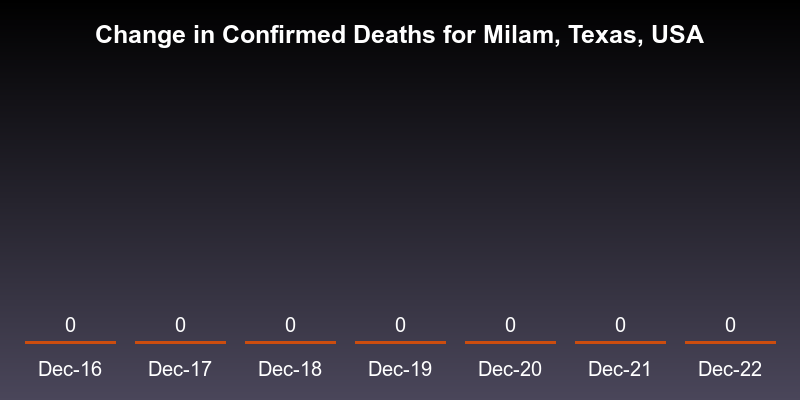 Change in Confirmed Deaths for Milam, Texas, USA
0 0 0 0 0 0 0
Dec-16 Dec-17 Dec-18 Dec-19 Dec-20 Dec-21 Dec-22